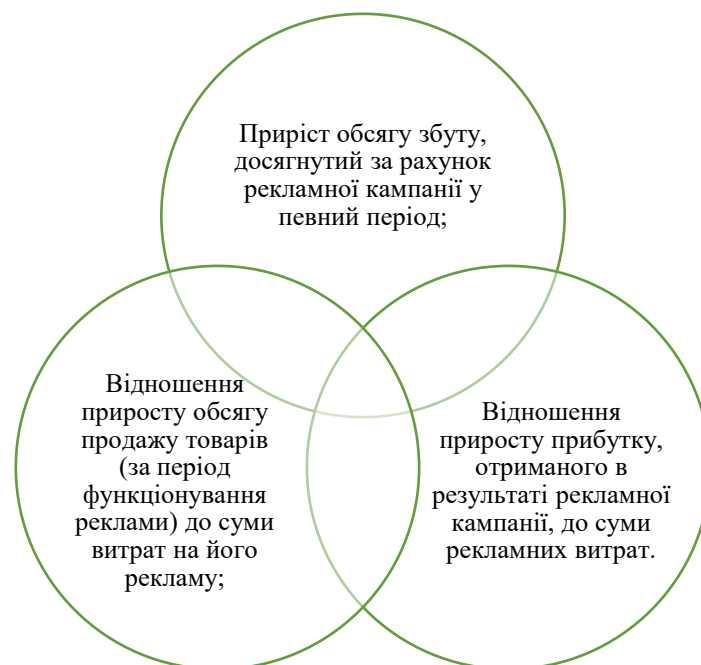 Приріст обсягу збуту,
досягнутий за рахунок
рекламної кампанії у
певний період;
Відношення
приросту обсягу
продажу товарів
(за період
функціонування
реклами) до суми
витрат на його
рекламу;
Відношення
приросту прибутку,
отриманого в
результаті рекламної
кампанії, до суми
рекламних витрат.